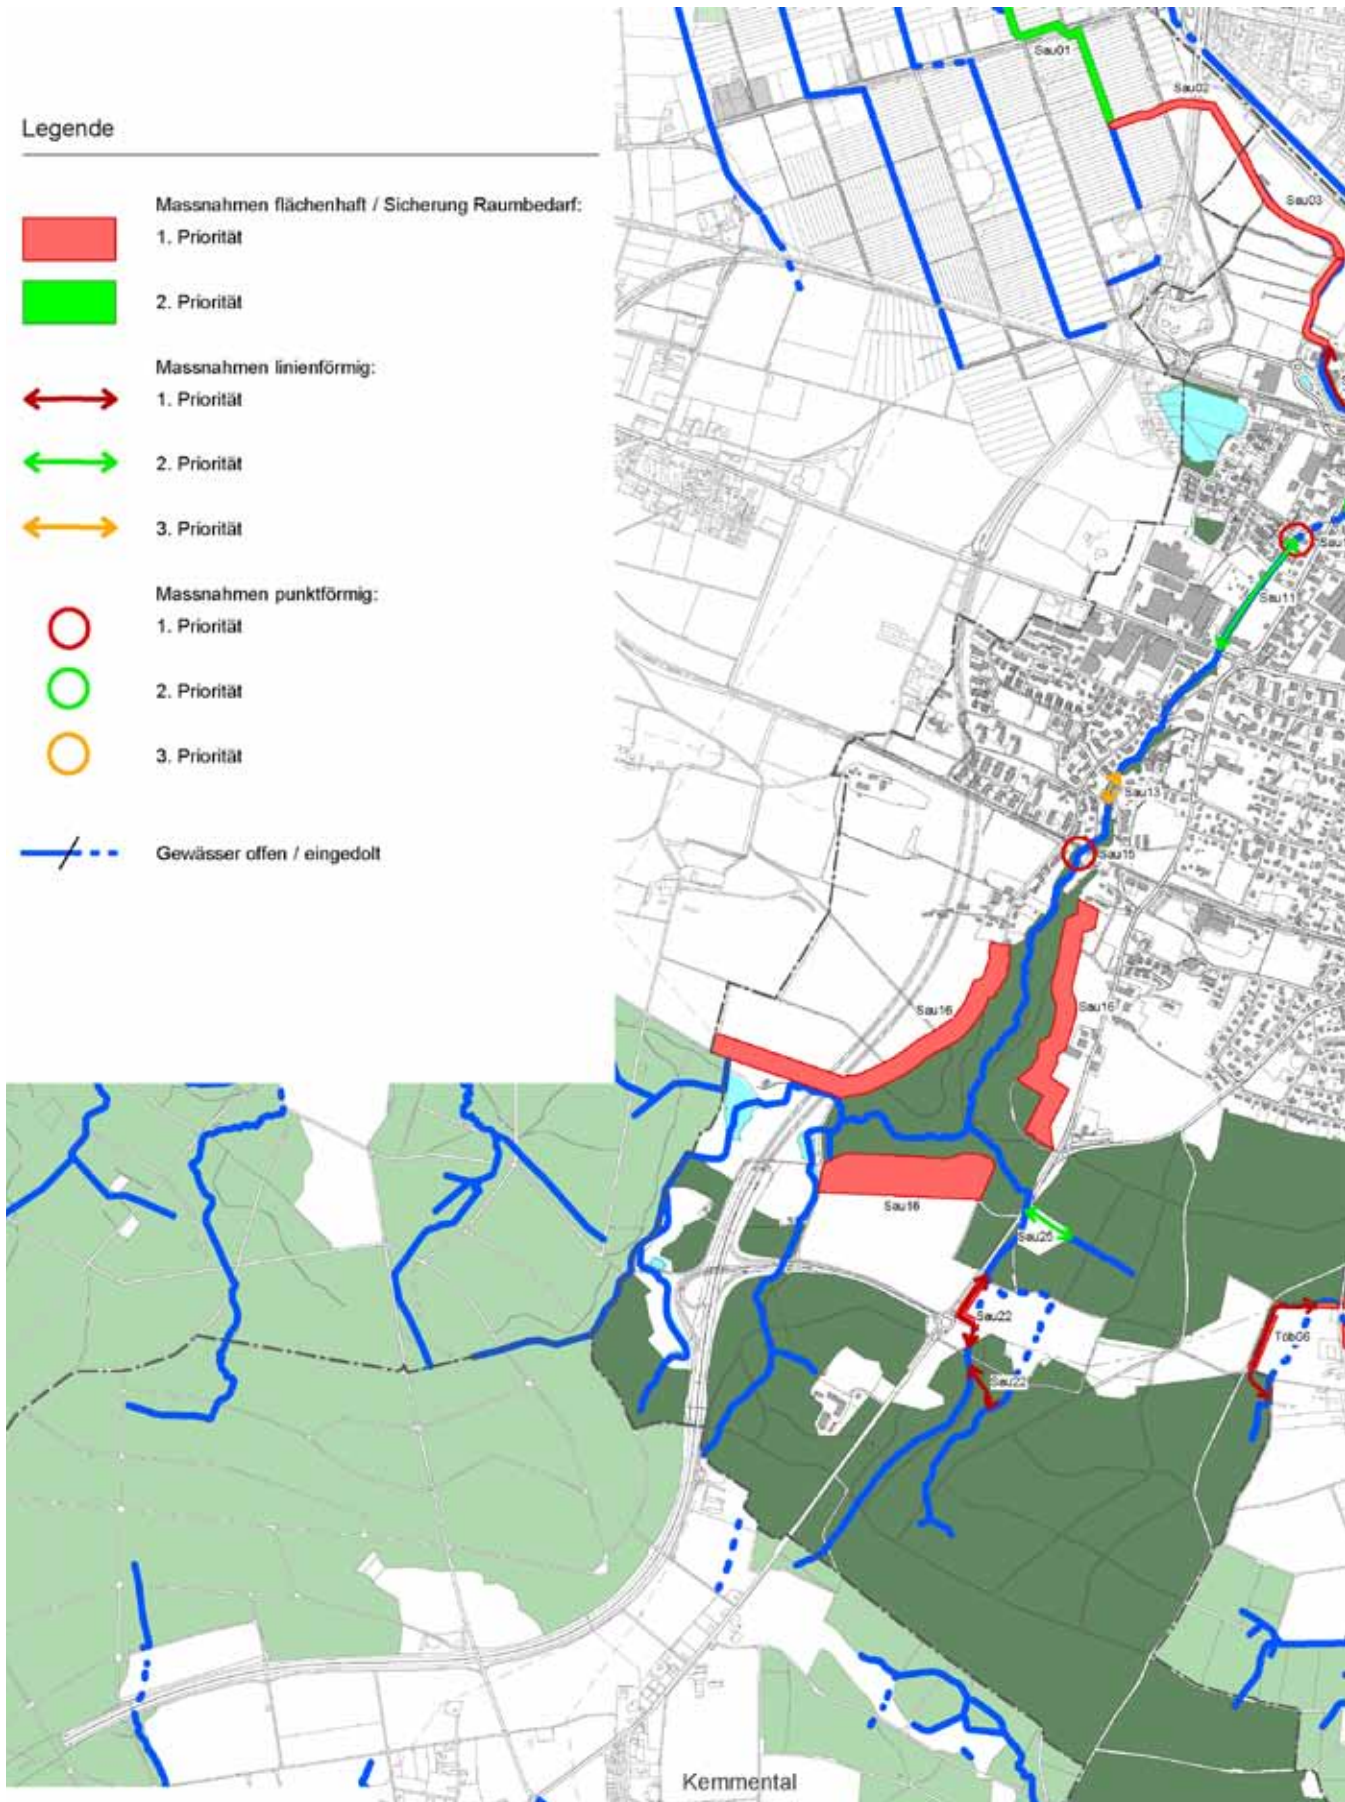 Legende
Massnahmen flächenhaft / Sicherung Raumbedarf:
1. Priorität
2. Priorität
Massnahmen linienförmig:
1. Priorität
2. Priorität
3. Priorität
Massnahmen punktförmig:
1. Priorität
2. Priorität
3. Priorität
Gewässer offen / eingedolt
Sau01
Sau02
Sau03
Sau11
Sau13
Sau15
Sau16
Sau16
Sau16
Sau25
Sau22
Sau22
Töb06
Kemmental